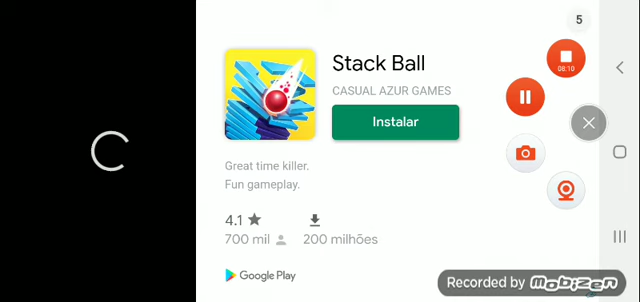 5
Stack Ball
08:10
CASUAL AZUR GAMES
Instalar
Great time killer.
Fun gameplay.
4.1
700 mil
200 milhões
Google Play
Recorded by mobizen